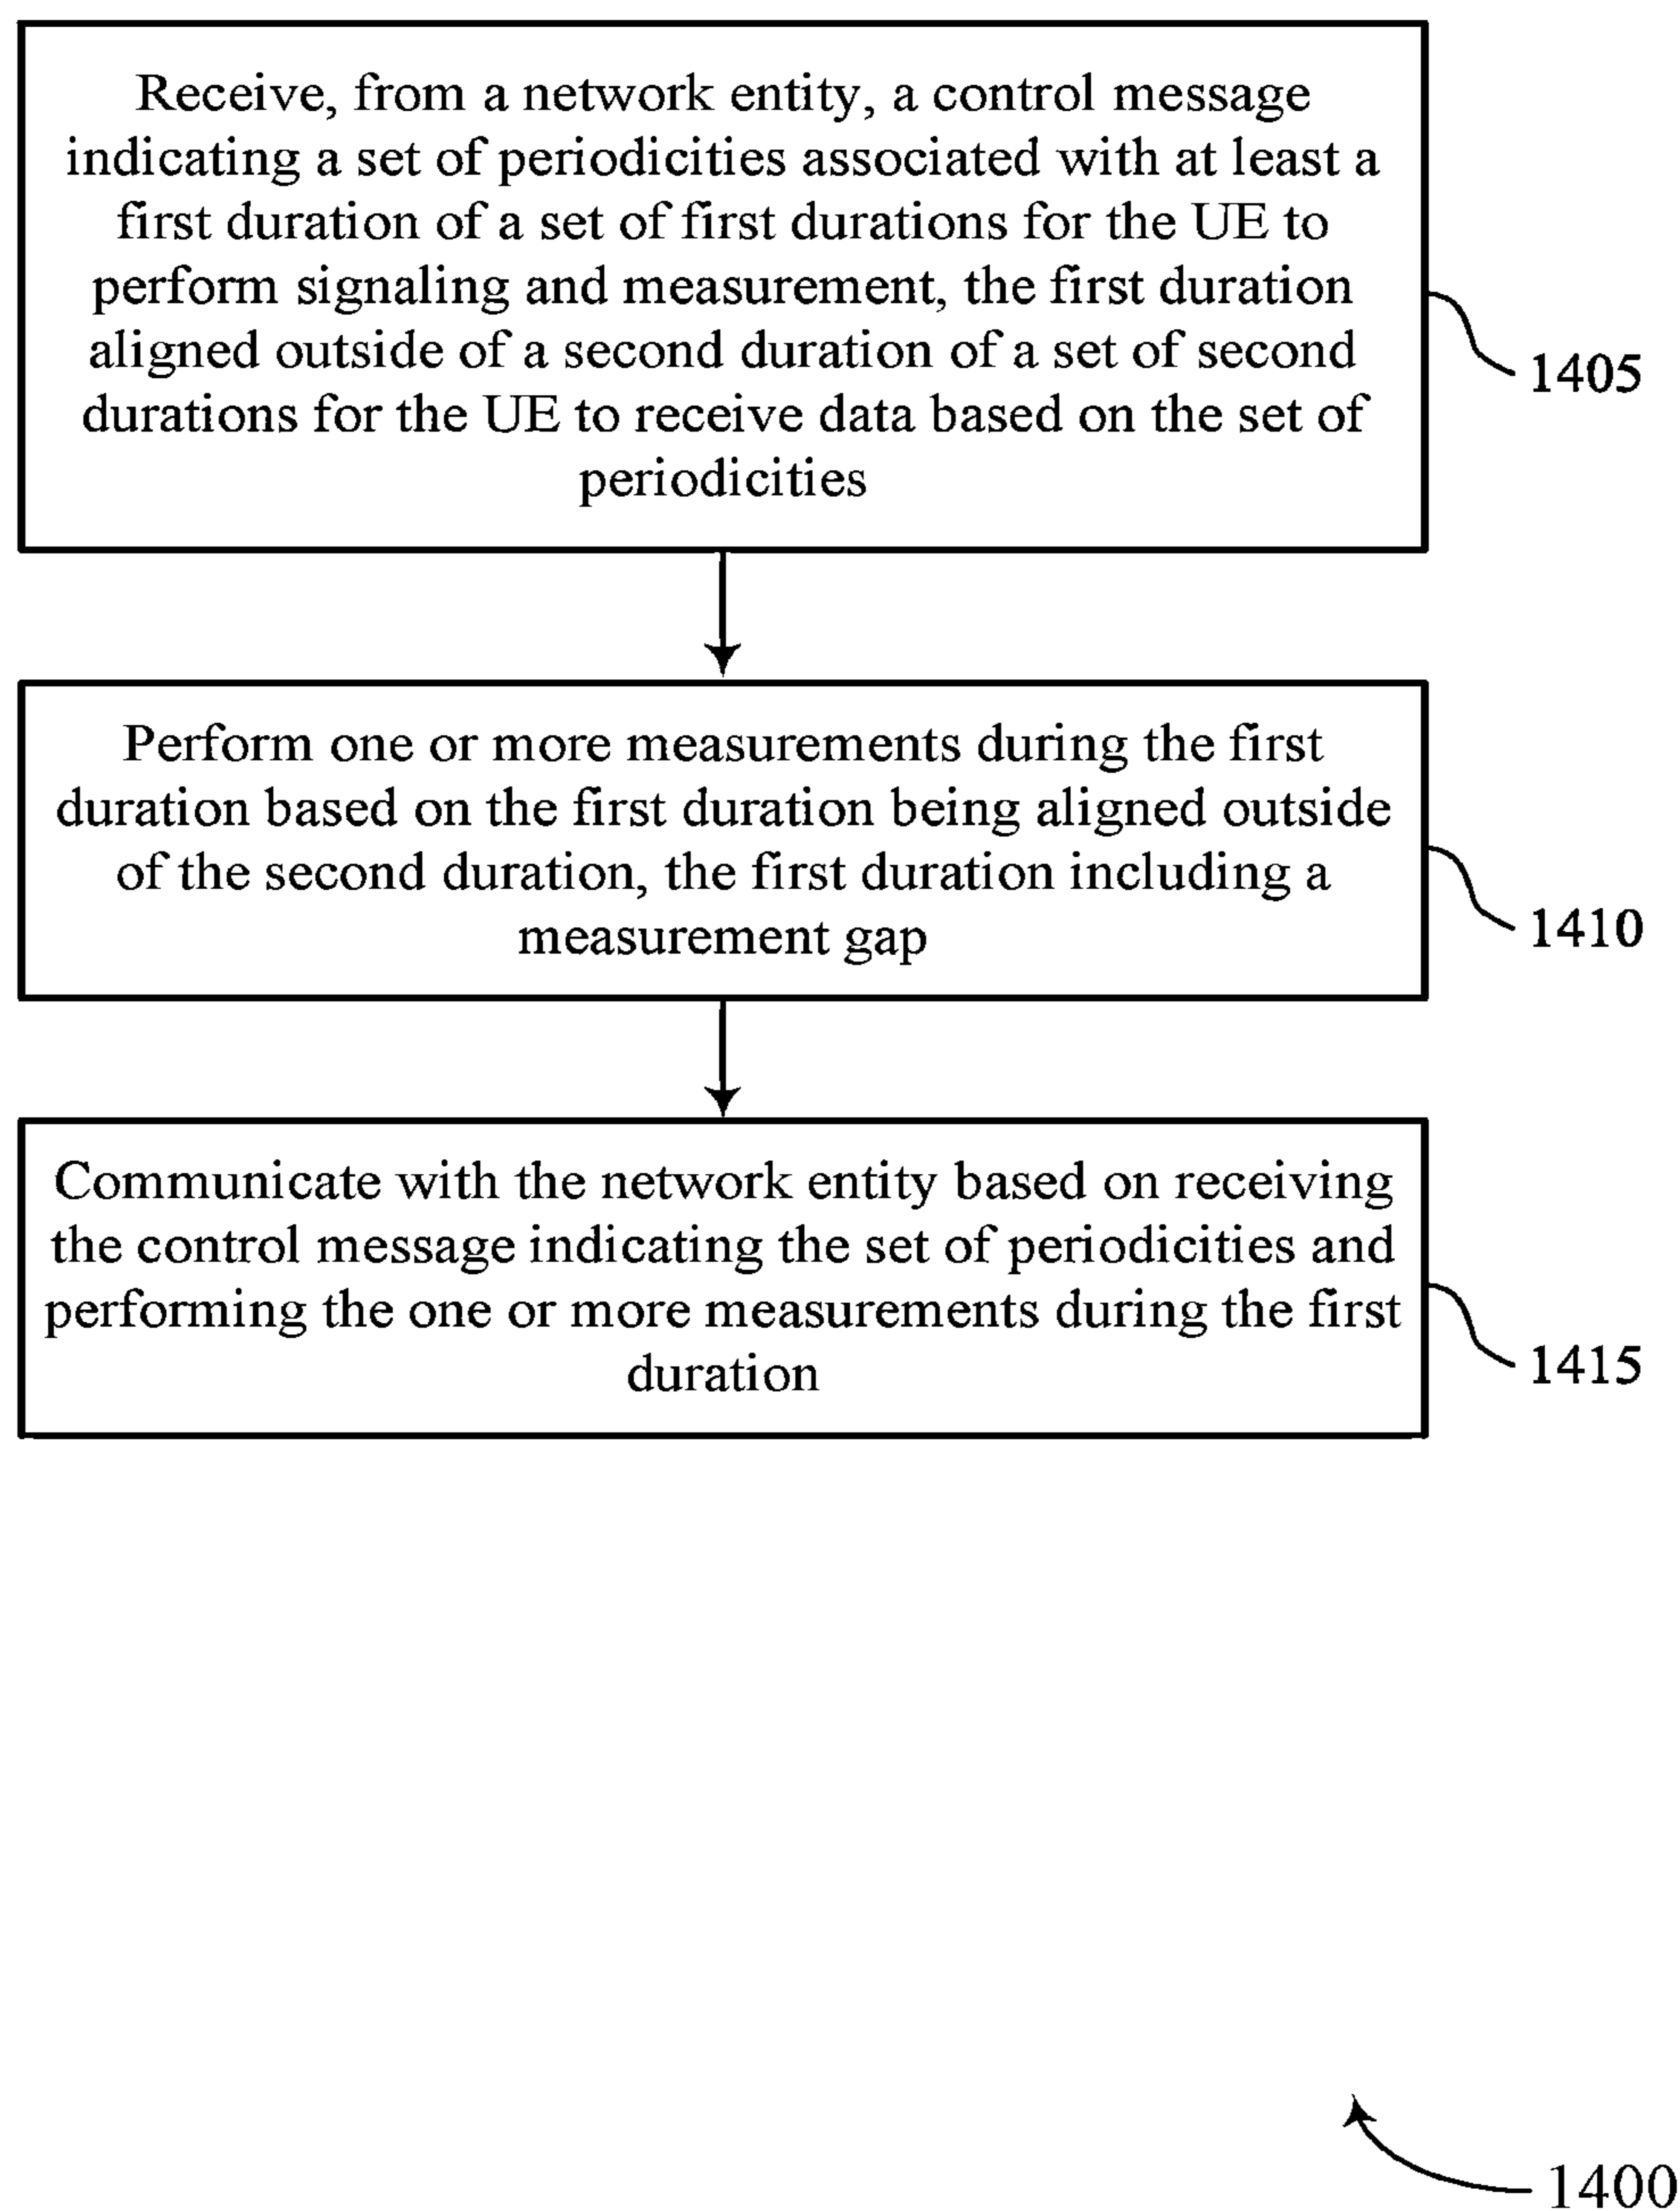 Receive, from a network entity, a control message
indicating a set of periodicities associated with at least a
first duration of a set of first durations for the UE to
perform signaling and measurement, the first duration
aligned outside of a second duration of a set of second
durations for the UE to receive data based on the set of
periodicities
1405
Perform one or more measurements during the first
duration based on the first duration being aligned outside
of the second duration, the first duration including a
measurement gap
1410
Communicate with the network entity based on receiving
the control message indicating the set of periodicities and
performing the one or more measurements during the first
duration
1415
1400